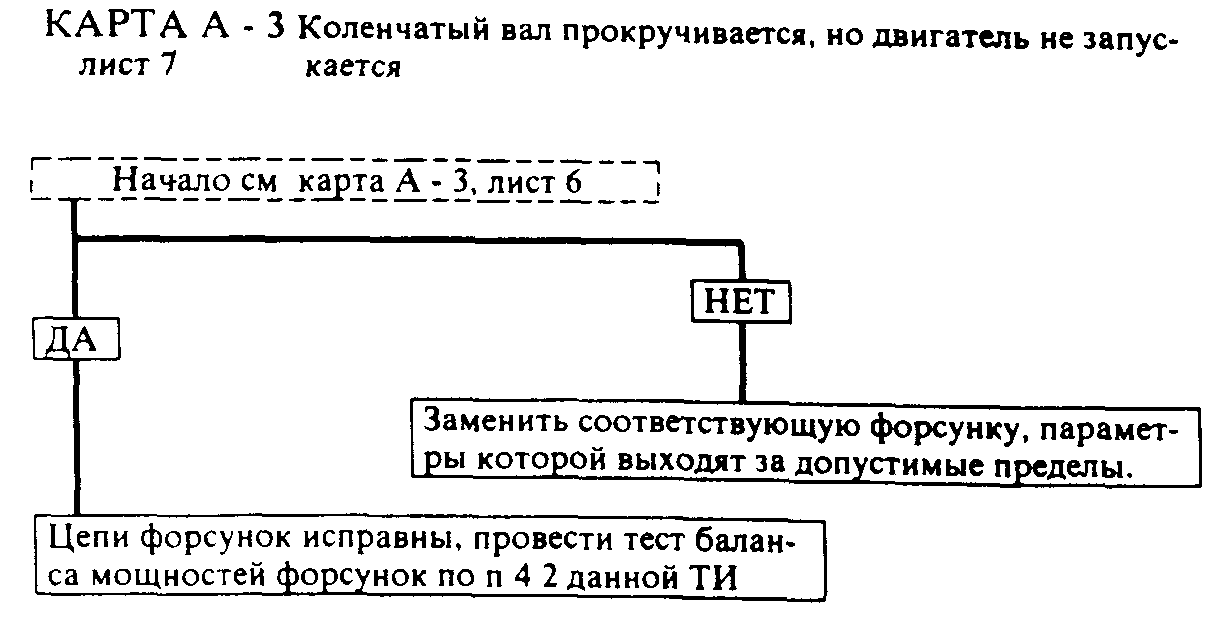 КАРТА А - 3 Коленчатый вал прокручивается, но двигатель не запус-
лист 7 кается
Начало см карта А - 3, лист 6
НЕТ
ДА
Заменить соответствующую форсунку, парамет-
ры которой выходят за допустимые пределы.
Цепи форсунок исправны, провести тест балан-
са мощностей форсунок по п 4 2 данной ТИ